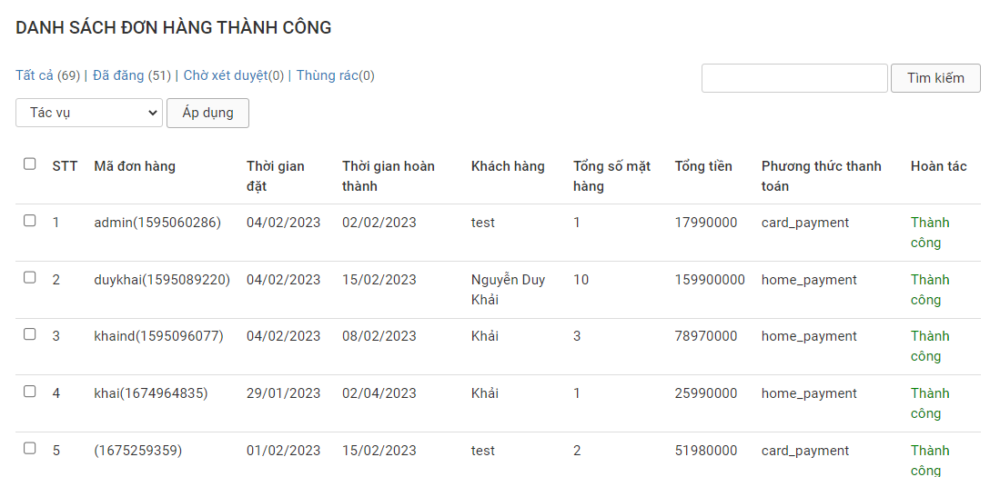 DANH SÁCH ĐƠN HÀNG THÀNH CÔNG
Tất cả (69) | Đã đăng (51) | Chờ xét duyệt(0) | Thùng rác(0)
Tìm kiếm
Tác vụ Áp dụng
STT Mã đơn hàng Thời gian đặt Thời gian hoàn thành Khách hàng Tổng số mặt hàng Tổng tiền Phương thức thanh toán Hoàn tác
1 admin(1595060286) 04/02/2023 02/02/2023 test 1 17990000 card_payment Thành công
2 duykhai(1595089220) 04/02/2023 15/02/2023 Nguyễn Duy Khải 10 159900000 home_payment Thành công
3 khaind(1595096077) 04/02/2023 08/02/2023 Khải 3 78970000 home_payment Thành công
4 khai(1674964835) 29/01/2023 02/04/2023 Khải 1 25990000 home_payment Thành công
5 (1675259359) 01/02/2023 15/02/2023 test 2 51980000 card_payment Thành công